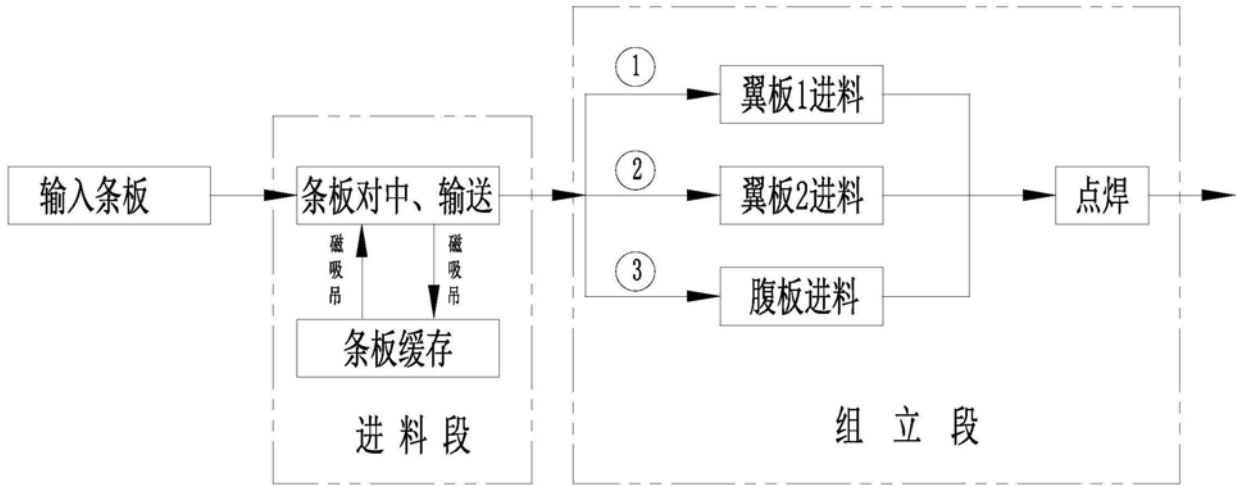 输入条板
条板对中、输送
磁吸吊
磁吸吊
条板缓存
进料段
①
翼板1进料
②
翼板2进料
③
腹板进料
点焊
组立段